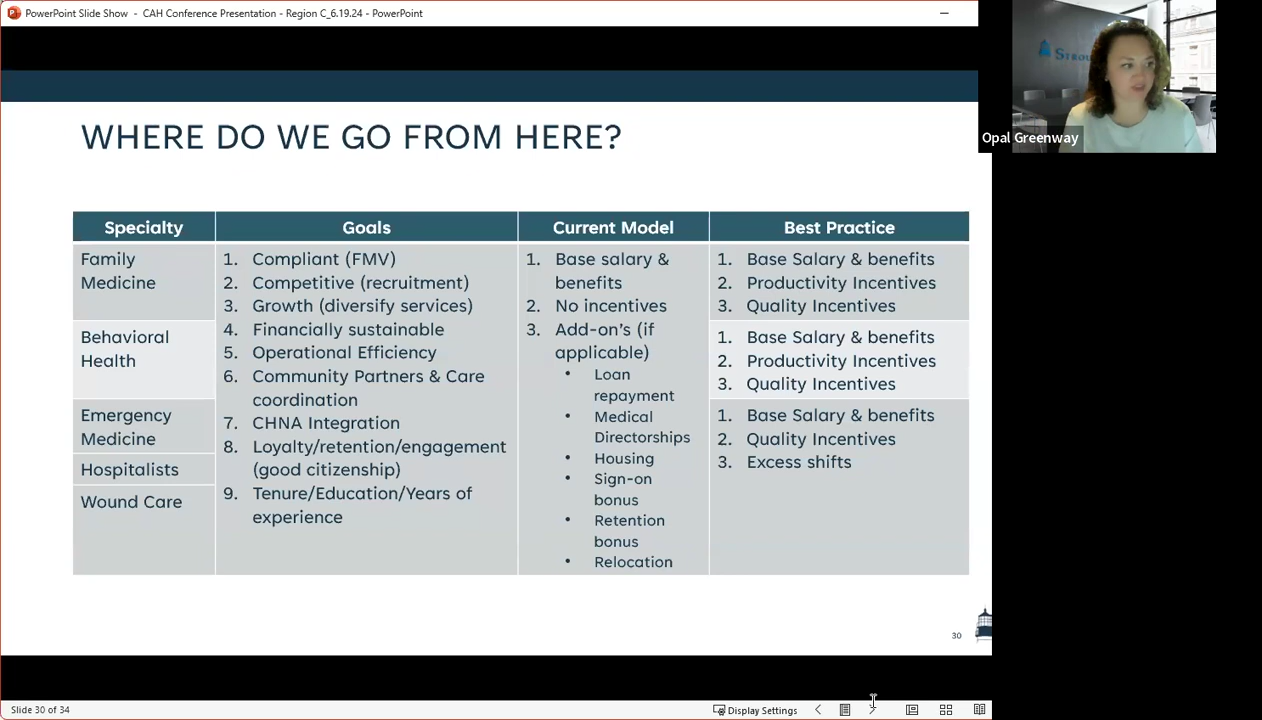 PowerPoint Slide Show - CAH Conference Presentation - Region C_6.19.24 - PowerPoint
Opal Greenway
WHERE DO WE GO FROM HERE?
Specialty
Goals
Current Model
Best Practice
Family
Medicine
Behavioral
Health
Emergency
Medicine
Hospitalists
Wound Care
1. Compliant (FMV)
2. Competitive (recruitment)
3. Growth (diversify services)
4. Financially sustainable
5. Operational Efficiency
6. Community Partners & Care
coordination
7. CHNA Integration
8. Loyalty/retention/engagement
(good citizenship)
9. Tenure/Education/Years of
experience
1. Base salary &
benefits
2. No incentives
3. Add-on's (if
applicable)
• Loan
repayment
• Medical
Directorships
• Housing
• Sign-on
bonus
• Retention
bonus
• Relocation
1. Base Salary & benefits
2. Productivity Incentives
3. Quality Incentives
1. Base Salary & benefits
2. Productivity Incentives
3. Quality Incentives
1. Base Salary & benefits
2. Quality Incentives
3. Excess shifts
30
Slide 30 of 34
Display Settings